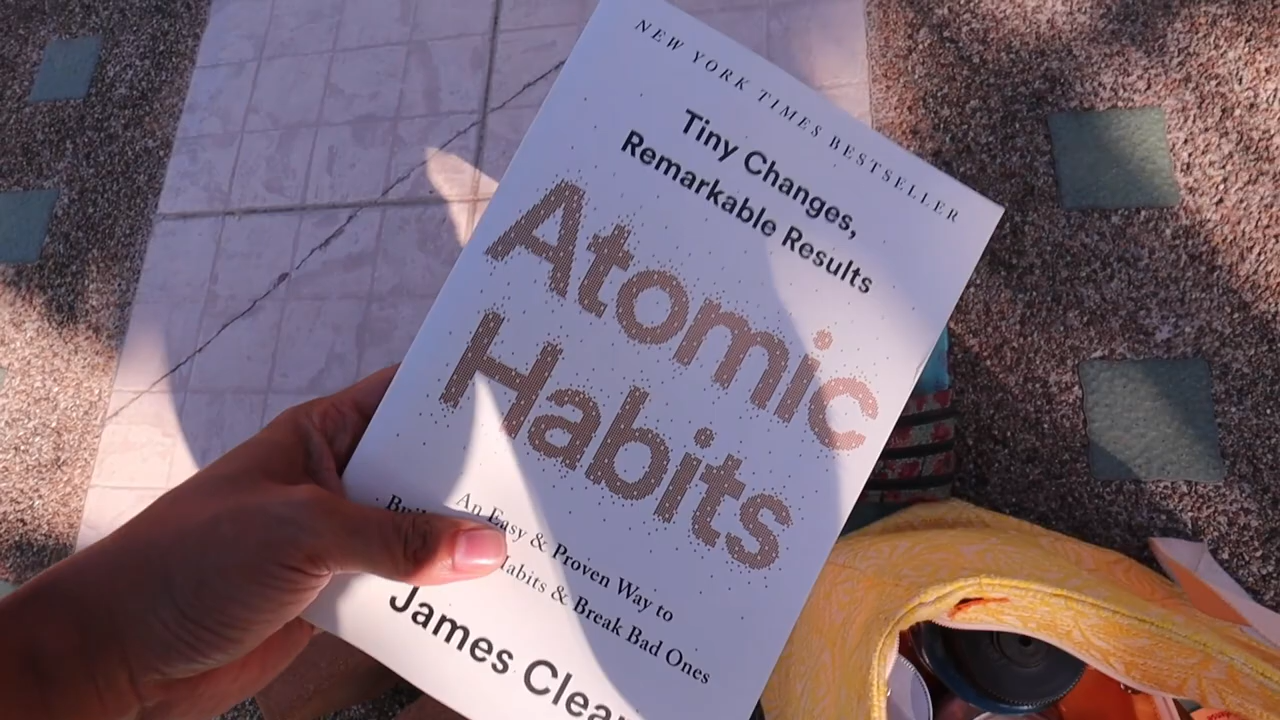 NEW YORK TIMES BESTSELLER
Tiny Changes,
Remarkable Results
Atomic
Habits
An Easy & Proven Way to
Habits & Break Bad Ones
James Clear